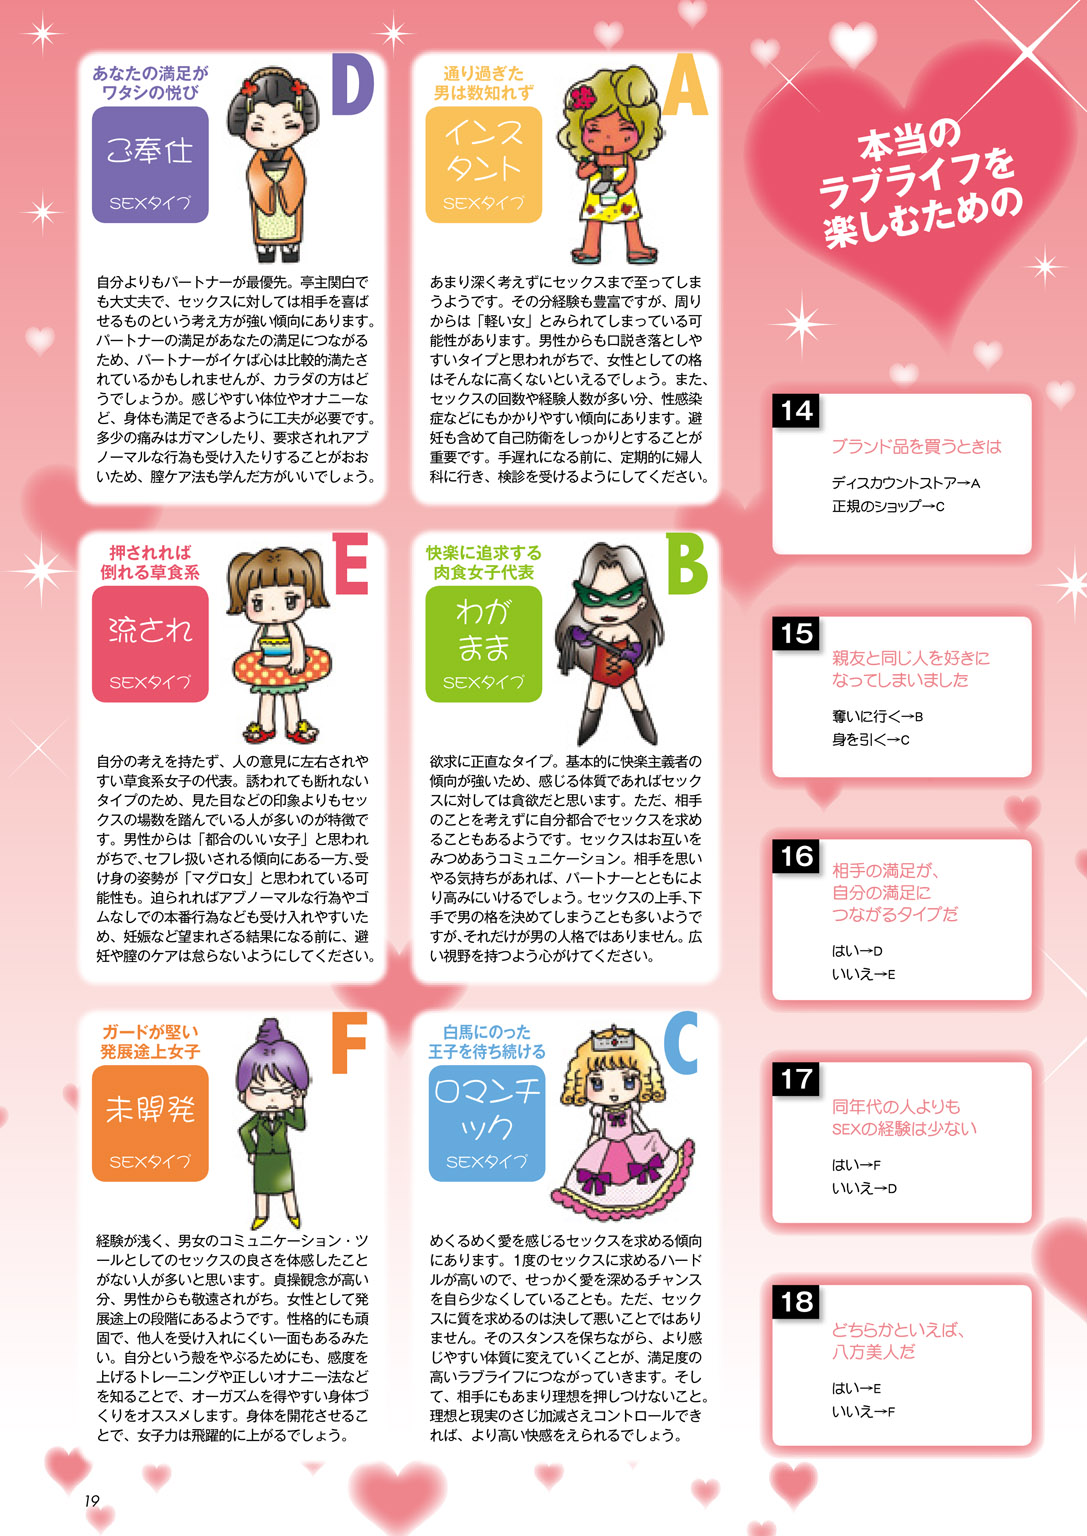 本当の
ラブライフを
楽しむための
通り過ぎた
男は数知れず
A
インス
タント
SEXタイプ
あまり深く考えずにセックスまで至ってしま
うようです。その分経験も豊富ですが、周り
からは「軽い女」とみられてしまっている可
能性があります。男性からも口説き落としや
すいタイプと思われがちで、女性としての格
はそんなに高くないといえるでしょう。また、
セックスの回数や経験人数が多い分、性感染
症などにもかかりやすい傾向にあります。避
妊も含めて自己防衛をしっかりとすることが
重要です。手遅れになる前に、定期的に婦人
科に行き、検診を受けるようにしてください。
快楽に追求する
肉食女子代表
B
わが
まま
SEXタイプ
欲求に正直なタイプ。基本的に快楽主義者の
傾向が強いため、感じる体質であればセック
スに対しては貪欲だと思います。ただ、相手
のことを考えずに自分都合でセックスを求め
ることもあるようです。セックスはお互いを
みつめあうコミュニケーション。相手を思い
やる気持ちがあれば、パートナーとともによ
り高みにいけるでしょう。セックスの上手、下
手で男の格を決めてしまうことも多いようで
すが、それだけが男の人格ではありません。広
い視野を持つよう心がけてください。
白馬にのった
王子を待ち続ける
C
ロマンチ
ック
SEXタイプ
めくるめく愛を感じるセックスを求める傾向
にあります。1度のセックスに求めるハード
ルが高いので、せっかく愛を深めるチャンス
を自ら少なくしていることも。ただ、セック
スに質を求めるのは決して悪いことではあり
ません。そのスタンスを保ちながら、より感
じやすい体質に変えていくことが、満足度の
高いラブライフにつながっていきます。そし
て、相手にもあまり理想を押しつけないこと。
理想と現実のさじ加減さえコントロールでき
れば、より高い快感をえられるでしょう。
あなたの満足が
ワタシの悦び
D
ご奉仕
SEXタイプ
自分よりもパートナーが最優先。亭主関白で
も大丈夫で、セックスに対しては相手を喜ば
せるものという考え方が強い傾向にあります。
パートナーの満足があなたの満足につながる
ため、パートナーがイケば心は比較的満たさ
れているかもしれませんが、カラダの方はど
うでしょうか。感じやすい体位やオナニーな
ど、身体も満足できるように工夫が必要です。
多少の痛みはガマンしたり、要求されれアブ
ノーマルな行為も受け入たりすることがおお
いため、膣ケア法も学んだ方がいいでしょう。
押されれば
倒れる草食系
E
流され
SEXタイプ
自分の考えを持たず、人の意見に左右されや
すい草食系女子の代表。誘われても断れない
タイプのため、見た目などの印象よりもセッ
クスの場数を踏んでいる人が多いのが特徴で
す。男性からは「都合のいい女子」と思われ
がちで、セフレ扱いされる傾向にある一方、受
け身の姿勢が「マグロ女」と思われている可
能性も。迫られればアブノーマルな行為やゴ
ムなしでの本番行為なども受け入れやすいた
め、妊娠など望まれざる結果になる前に、避
妊や膣のケアは怠らないようにしてください。
ガードが堅い
発展途上女子
F
未開発
SEXタイプ
経験が浅く、男女のコミュニケーション・ツ
ールとしてのセックスの良さを体感したこと
がない人が多いと思います。貞操観念が高い
分、男性からも敬遠されがち。女性として発
展途上の段階にあるようです。性格的にも頑
固で、他人を受け入れにくい一面もあるみた
い。自分という殻をやぶるためにも、感度を
上げるトレーニングや正しいオナニー法など
を知ることで、オーガズムを得やすい身体づ
くりをオススメします。身体を開花させるこ
とで、女子力は飛躍的に上がるでしょう。
14
ブランド品を買うときは
ディスカウントストア→A
正規のショップ→C
15
親友と同じ人を好きに
なってしまいました
奪いに行く→B
身を引く→C
16
相手の満足が、
自分の満足に
つながるタイプだ
はい→D
いいえ→E
17
同年代の人よりも
SEXの経験は少ない
はい→F
いいえ→D
18
どちらかといえば、
八方美人だ
はい→E
いいえ→F
19